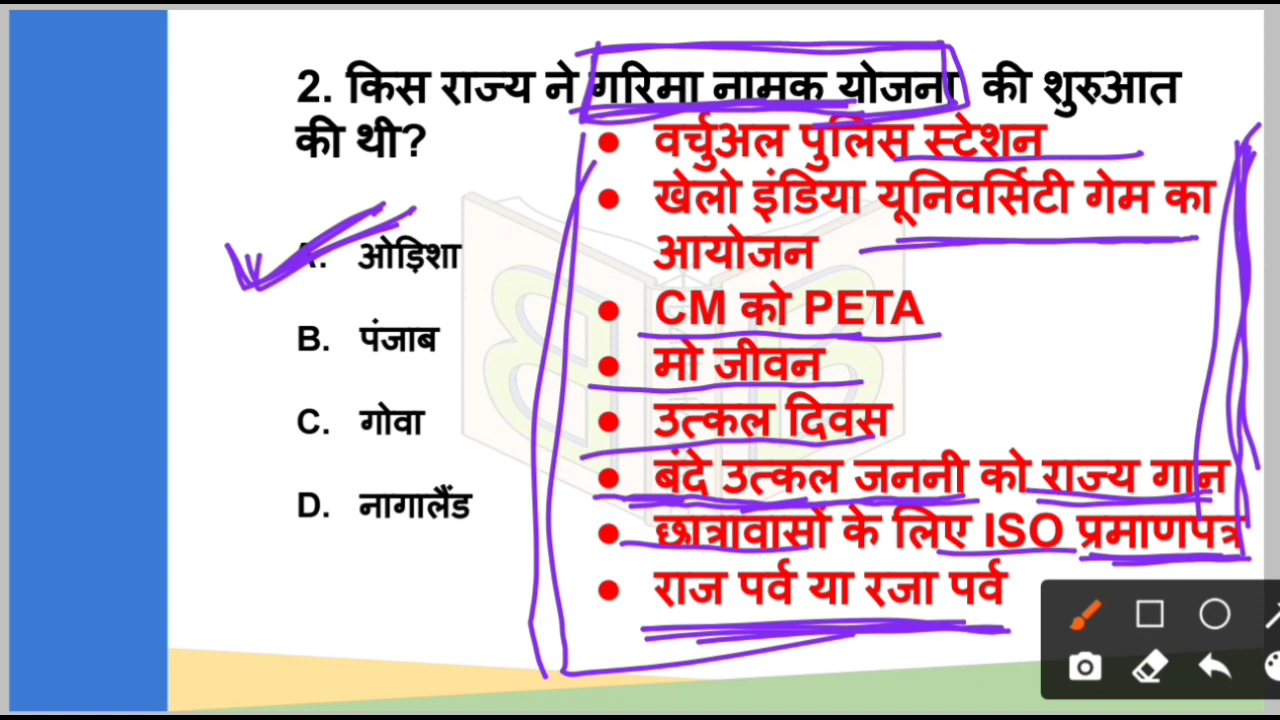 2. किस राज्य ने गरिमा नामक योजना की शुरुआत
की थी?
A. ओड़िशा
B. पंजाब
C. गोवा
D. नागालैंड
● वर्चुअल पुलिस स्टेशन
● खेलो इंडिया यूनिवर्सिटी गेम का
आयोजन
● CM को PETA
● मो जीवन
● उत्कल दिवस
● बंदे उत्कल जननी को राज्य गान
● छात्रावासों के लिए ISO प्रमाणपत्र
● राज पर्व या रजा पर्व